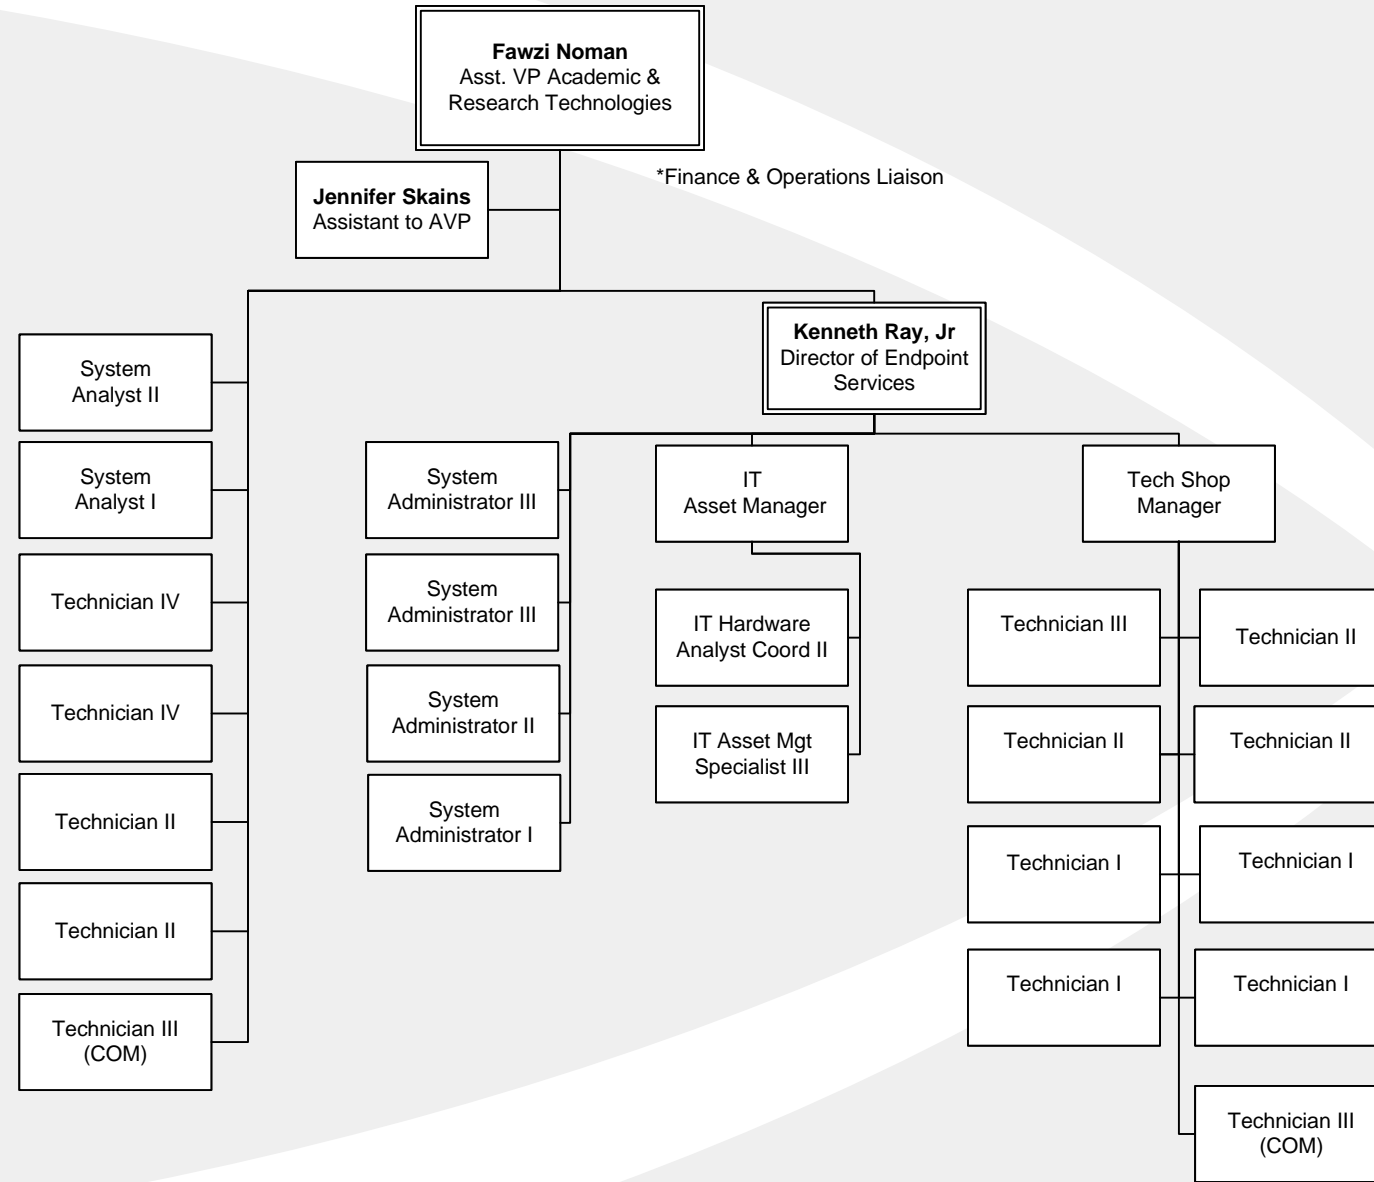 Fawzi Noman
Asst. VP Academic &
Research Technologies
*Finance & Operations Liaison
Jennifer Skains
Assistant to AVP
Kenneth Ray, Jr
Director of Endpoint
Services
System
Analyst II
System
Analyst I
Technician IV
Technician IV
Technician II
Technician II
Technician III
(COM)
System
Administrator III
System
Administrator III
System
Administrator II
System
Administrator I
IT
Asset Manager
IT Hardware
Analyst Coord II
IT Asset Mgt
Specialist III
Tech Shop
Manager
Technician III
Technician II
Technician II
Technician II
Technician I
Technician I
Technician I
Technician I
Technician III
(COM)